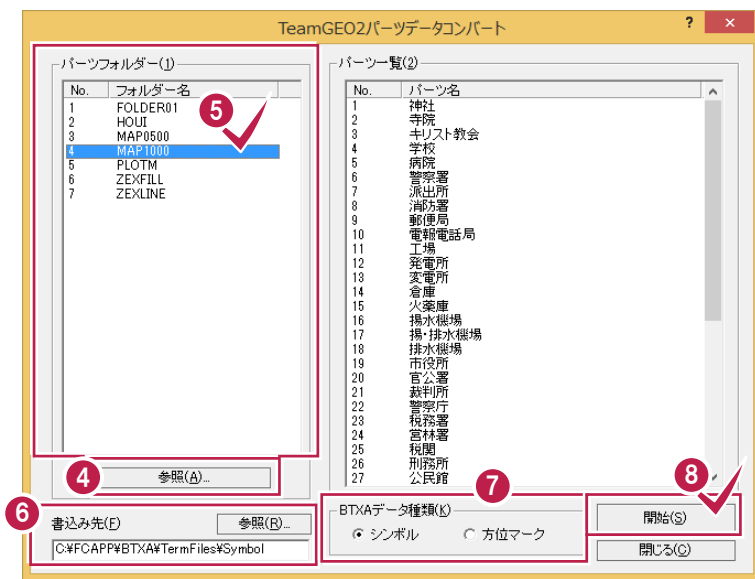 TeamGEO2パーツデータコンバート
? ×
パーツフォルダー(1)
No. フォルダー名
1 FOLDER01
2 HOUI
3 MAP0500
4 MAP1000
5 PLOTM
6 ZEXFILL
7 ZEXLINE
5
4
参照(A)...
6
書込み先(F)
参照(R)...
C:¥FCAPP¥BTXA¥TermFiles¥Symbol
パーツ一覧(2)
No. パーツ名
1 神社
2 寺院
3 キリスト教会
4 学校
5 病院
6 警察署
7 派出所
8 消防署
9 郵便局
10 電報電話局
11 工場
12 発電所
13 変電所
14 倉庫
15 火薬庫
16 揚水機場
17 揚・排水機場
18 排水機場
19 市役所
20 官公署
21 裁判所
22 警察庁
23 税務署
24 営林署
25 税関
26 刑務所
27 公民館
7
BTXAデータ種類(K)
シンボル 方位マーク
8
開始(S)
閉じる(C)